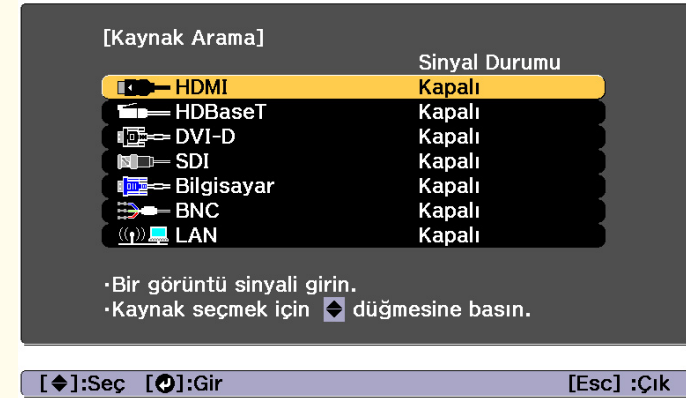 [Kaynak Arama]
Sinyal Durumu
HDMI Kapalı
HDBaseT Kapalı
DVI-D Kapalı
SDI Kapalı
Bilgisayar Kapalı
BNC Kapalı
LAN Kapalı
·Bir görüntü sinyali girin.
·Kaynak seçmek için düğmesine basın.
[◆]:Seç [↵]:Gir [Esc] :Çık